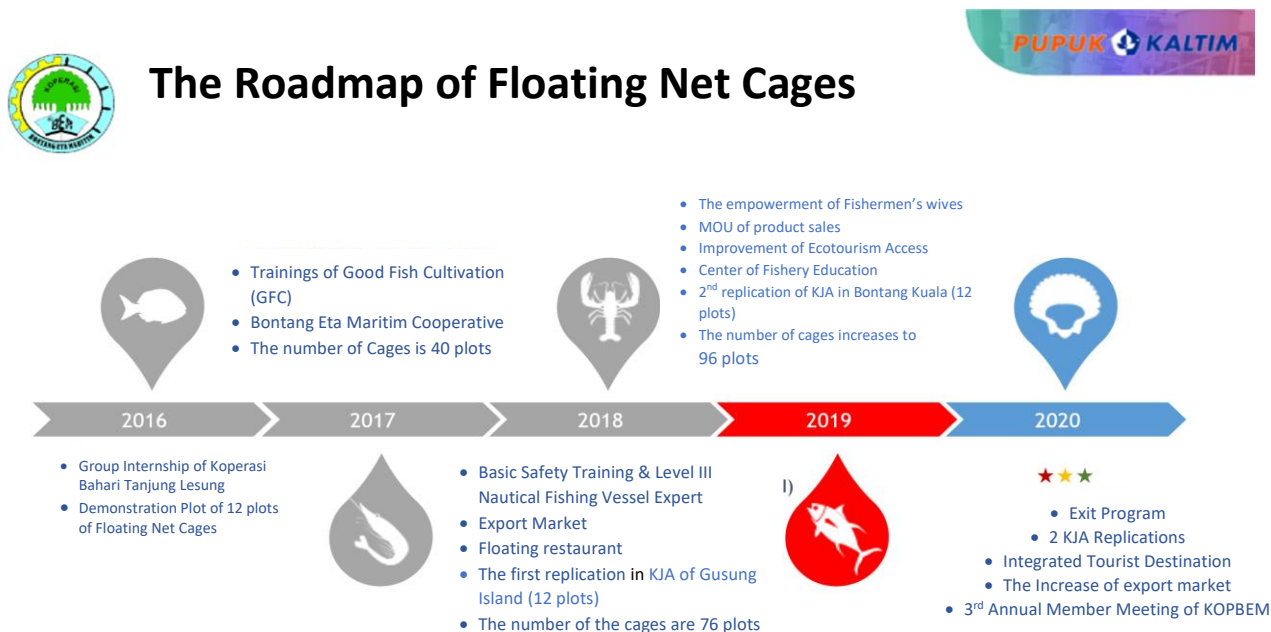 PUPUK KALTIM
KOPERASI
BEM
BONTANG ETA MARITIM
The Roadmap of Floating Net Cages
• The empowerment of Fishermen's wives
• MOU of product sales
• Improvement of Ecotourism Access
• Center of Fishery Education
• 2nd replication of KJA in Bontang Kuala (12
plots)
• The number of cages increases to
96 plots
• Trainings of Good Fish Cultivation
(GFC)
• Bontang Eta Maritim Cooperative
• The number of Cages is 40 plots
2016
2017
2018
2019
2020
• Group Internship of Koperasi
Bahari Tanjung Lesung
• Demonstration Plot of 12 plots
of Floating Net Cages
• Basic Safety Training & Level III
Nautical Fishing Vessel Expert
• Export Market
• Floating restaurant
• The first replication in KJA of Gusung
Island (12 plots)
• The number of the cages are 76 plots
l)
• Exit Program
• 2 KJA Replications
• Integrated Tourist Destination
• The Increase of export market
• 3rd Annual Member Meeting of KOPBEM